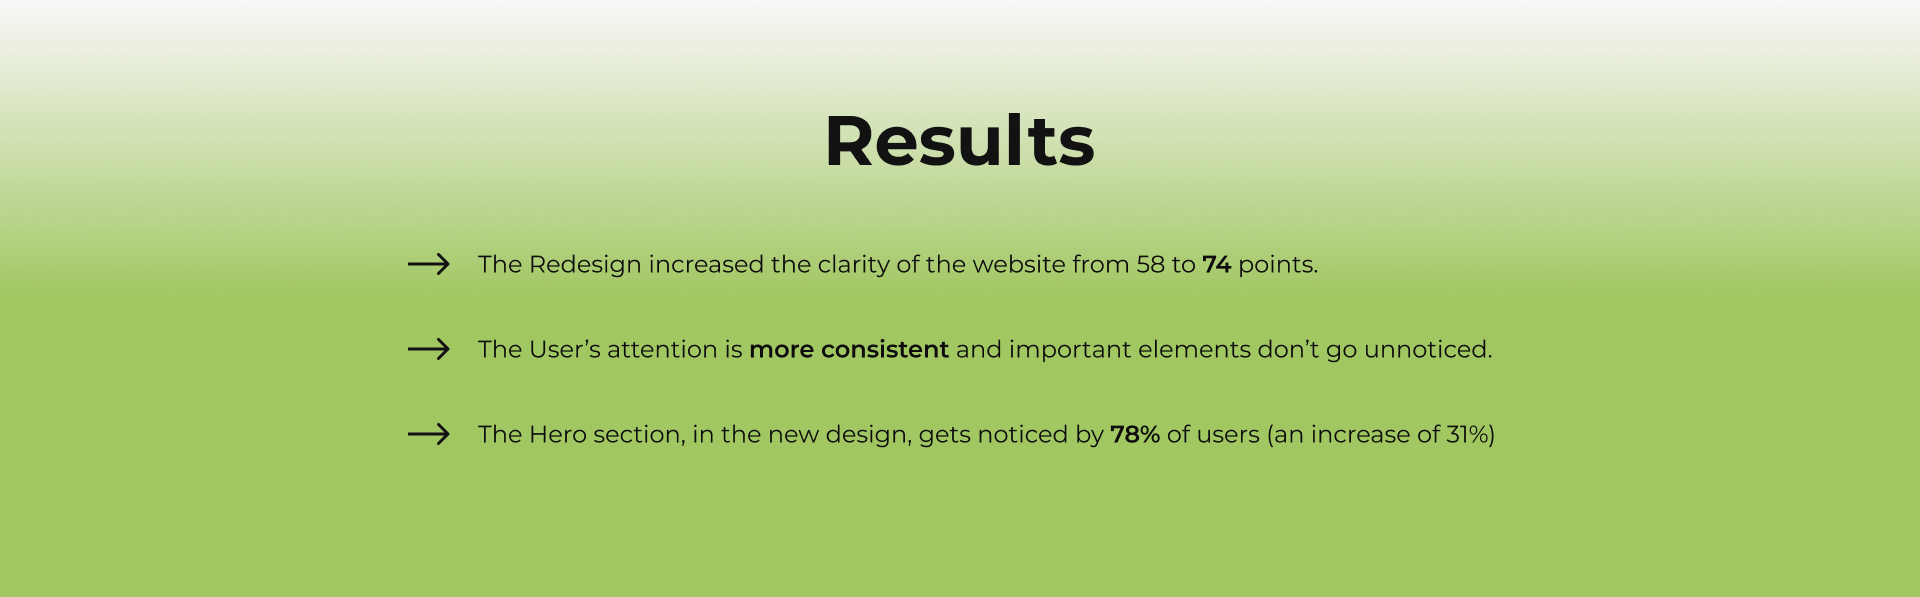 Results
The Redesign increased the clarity of the website from 58 to 74 points.
The User’s attention is more consistent and important elements don’t go unnoticed.
The Hero section, in the new design, gets noticed by 78% of users (an increase of 31%)